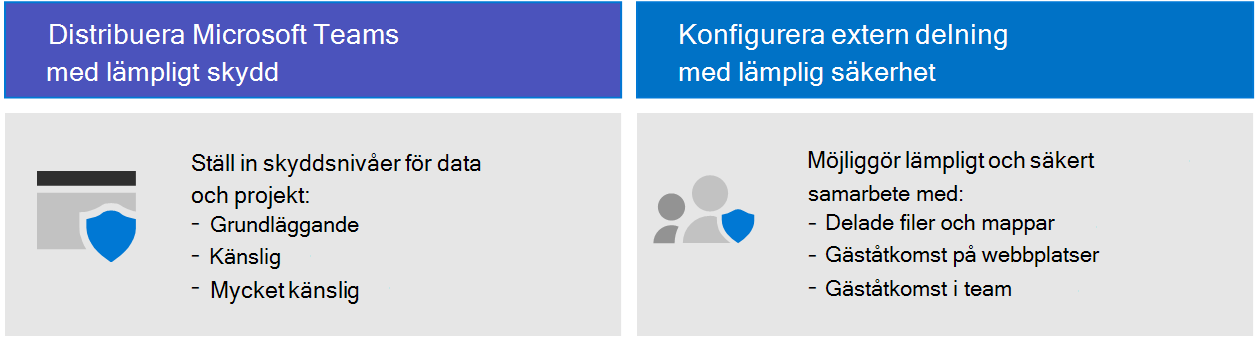 Distribuera Microsoft Teams
med lämpligt skydd
Ställ in skyddsnivåer för data
och projekt:
- Grundläggande
- Känslig
- Mycket känslig
Konfigurera extern delning
med lämplig säkerhet
Möjliggör lämpligt och säkert
samarbete med:
- Delade filer och mappar
- Gäståtkomst på webbplatser
- Gäståtkomst i team